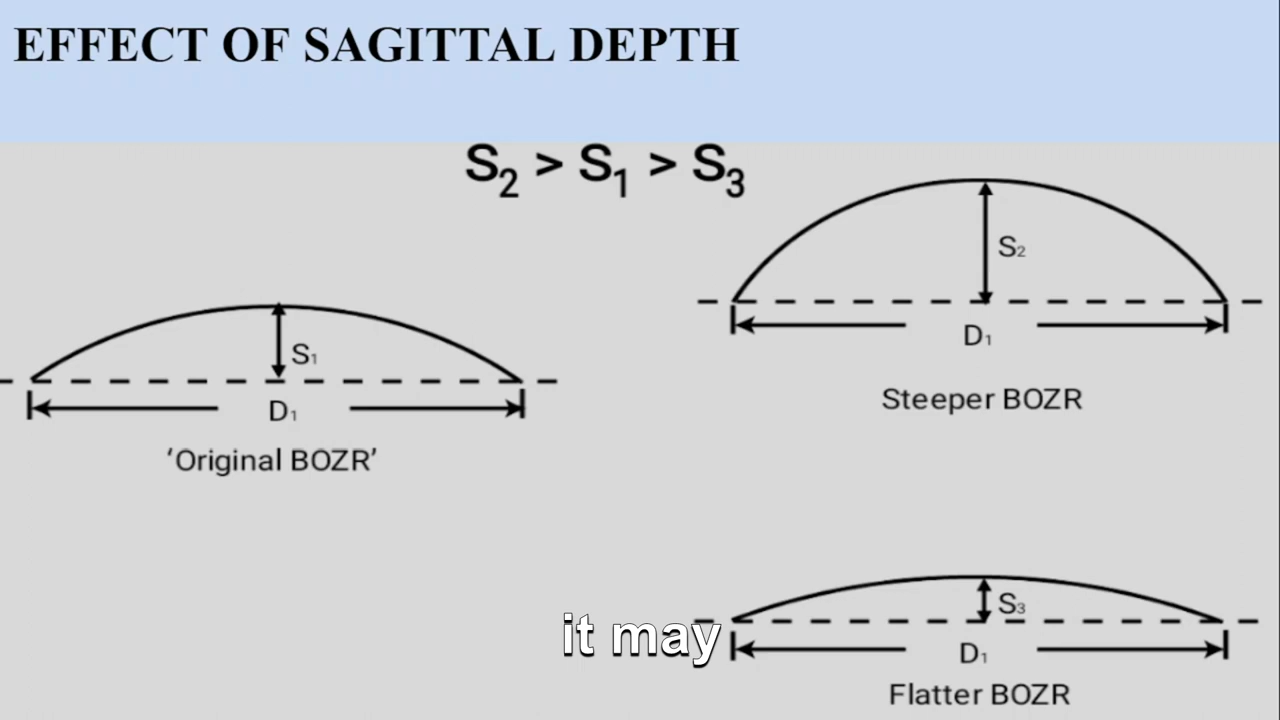 EFFECT OF SAGITTAL DEPTH
S₂ > S₁ > S₃
S₂
D₁
Steeper BOZR
S₁
D₁
‘Original BOZR’
S₃
it may
D₁
Flatter BOZR